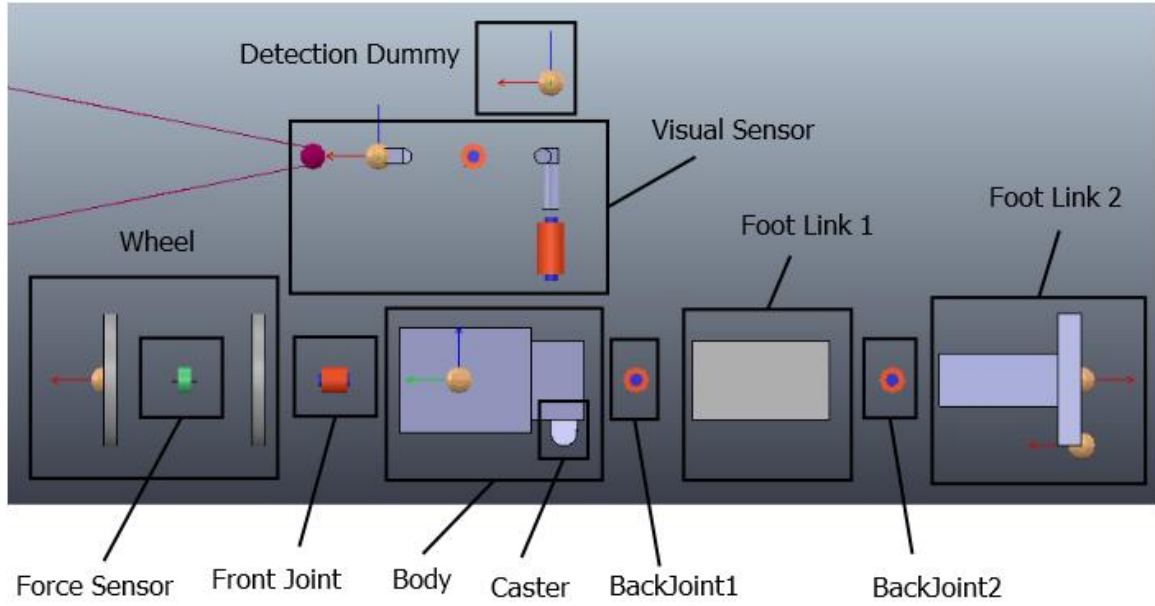 Detection Dummy
Visual Sensor
Foot Link 2
Foot Link 1
Wheel
Force Sensor
Front Joint
Body
Caster
BackJoint1
BackJoint2